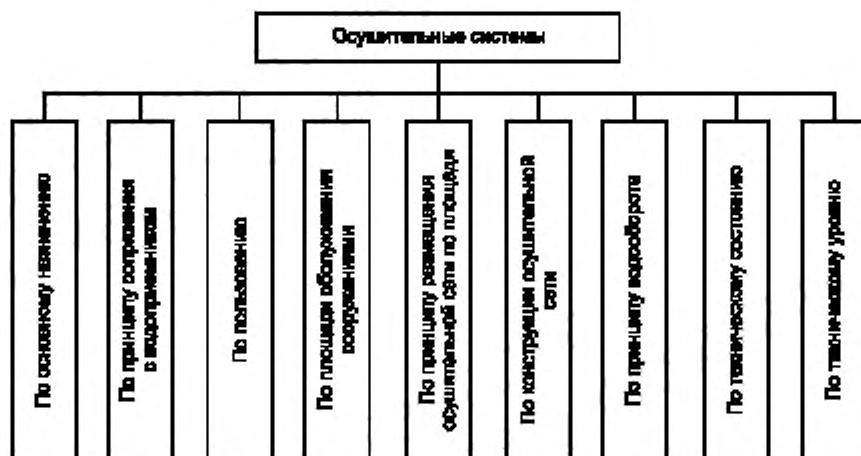 Осушительные системы
По основному назначению
По принципу сопряжения
с водоприемником
По пользованию
По площади обслуживания
сооружениями
По принципу размещения
осушительной сети по площади
По конструкции осушительной
сети
По принципу водооборота
По техническому состоянию
По техническому уровню